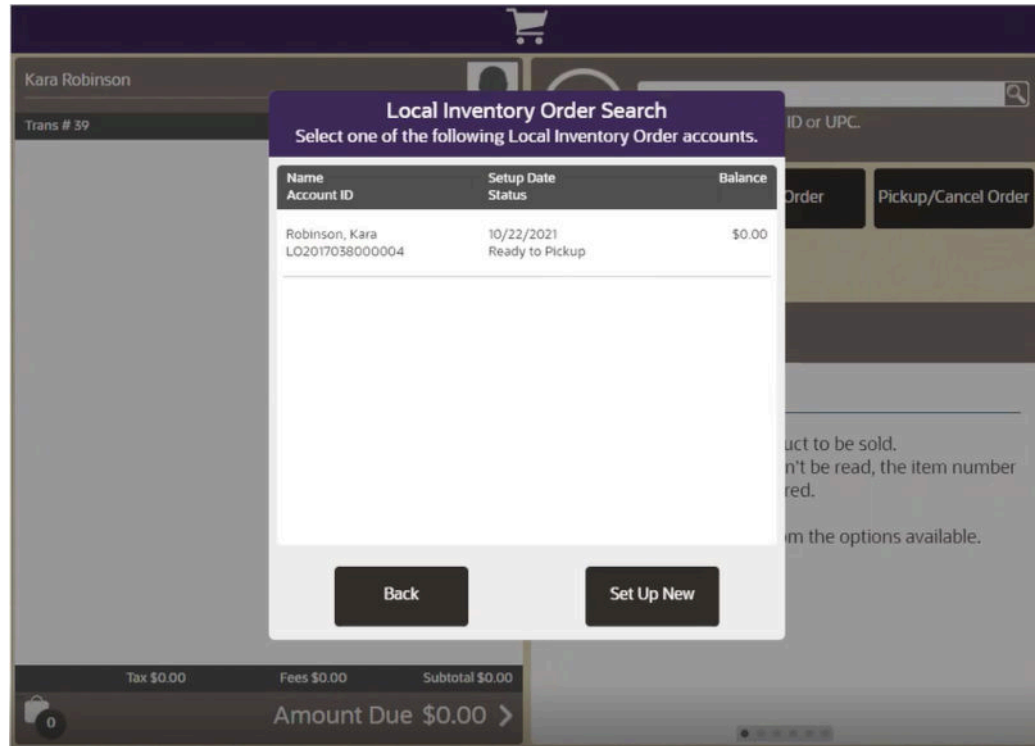 Kara Robinson
Trans # 39
ID or UPC.
Order
Pickup/Cancel Order
Local Inventory Order Search
Select one of the following Local Inventory Order accounts.
Name Setup Date Balance
Account ID Status
Robinson, Kara 10/22/2021 $0.00
LO2017038000004 Ready to Pickup
Back
Set Up New
uct to be sold.
n't be read, the item number
red.
om the options available.
Tax $0.00 Fees $0.00 Subtotal $0.00
0
Amount Due $0.00